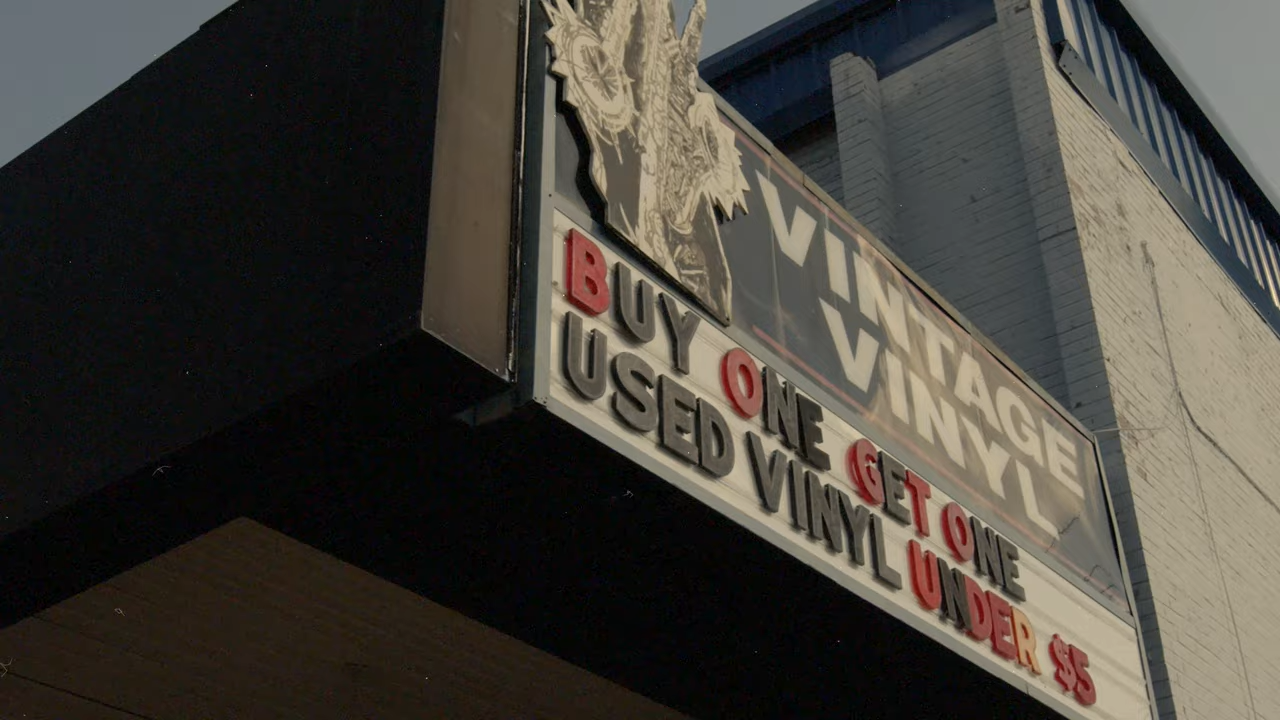 VINTAGE
VINYL
BUY ONE GET ONE
USED VINYL UNDER $5